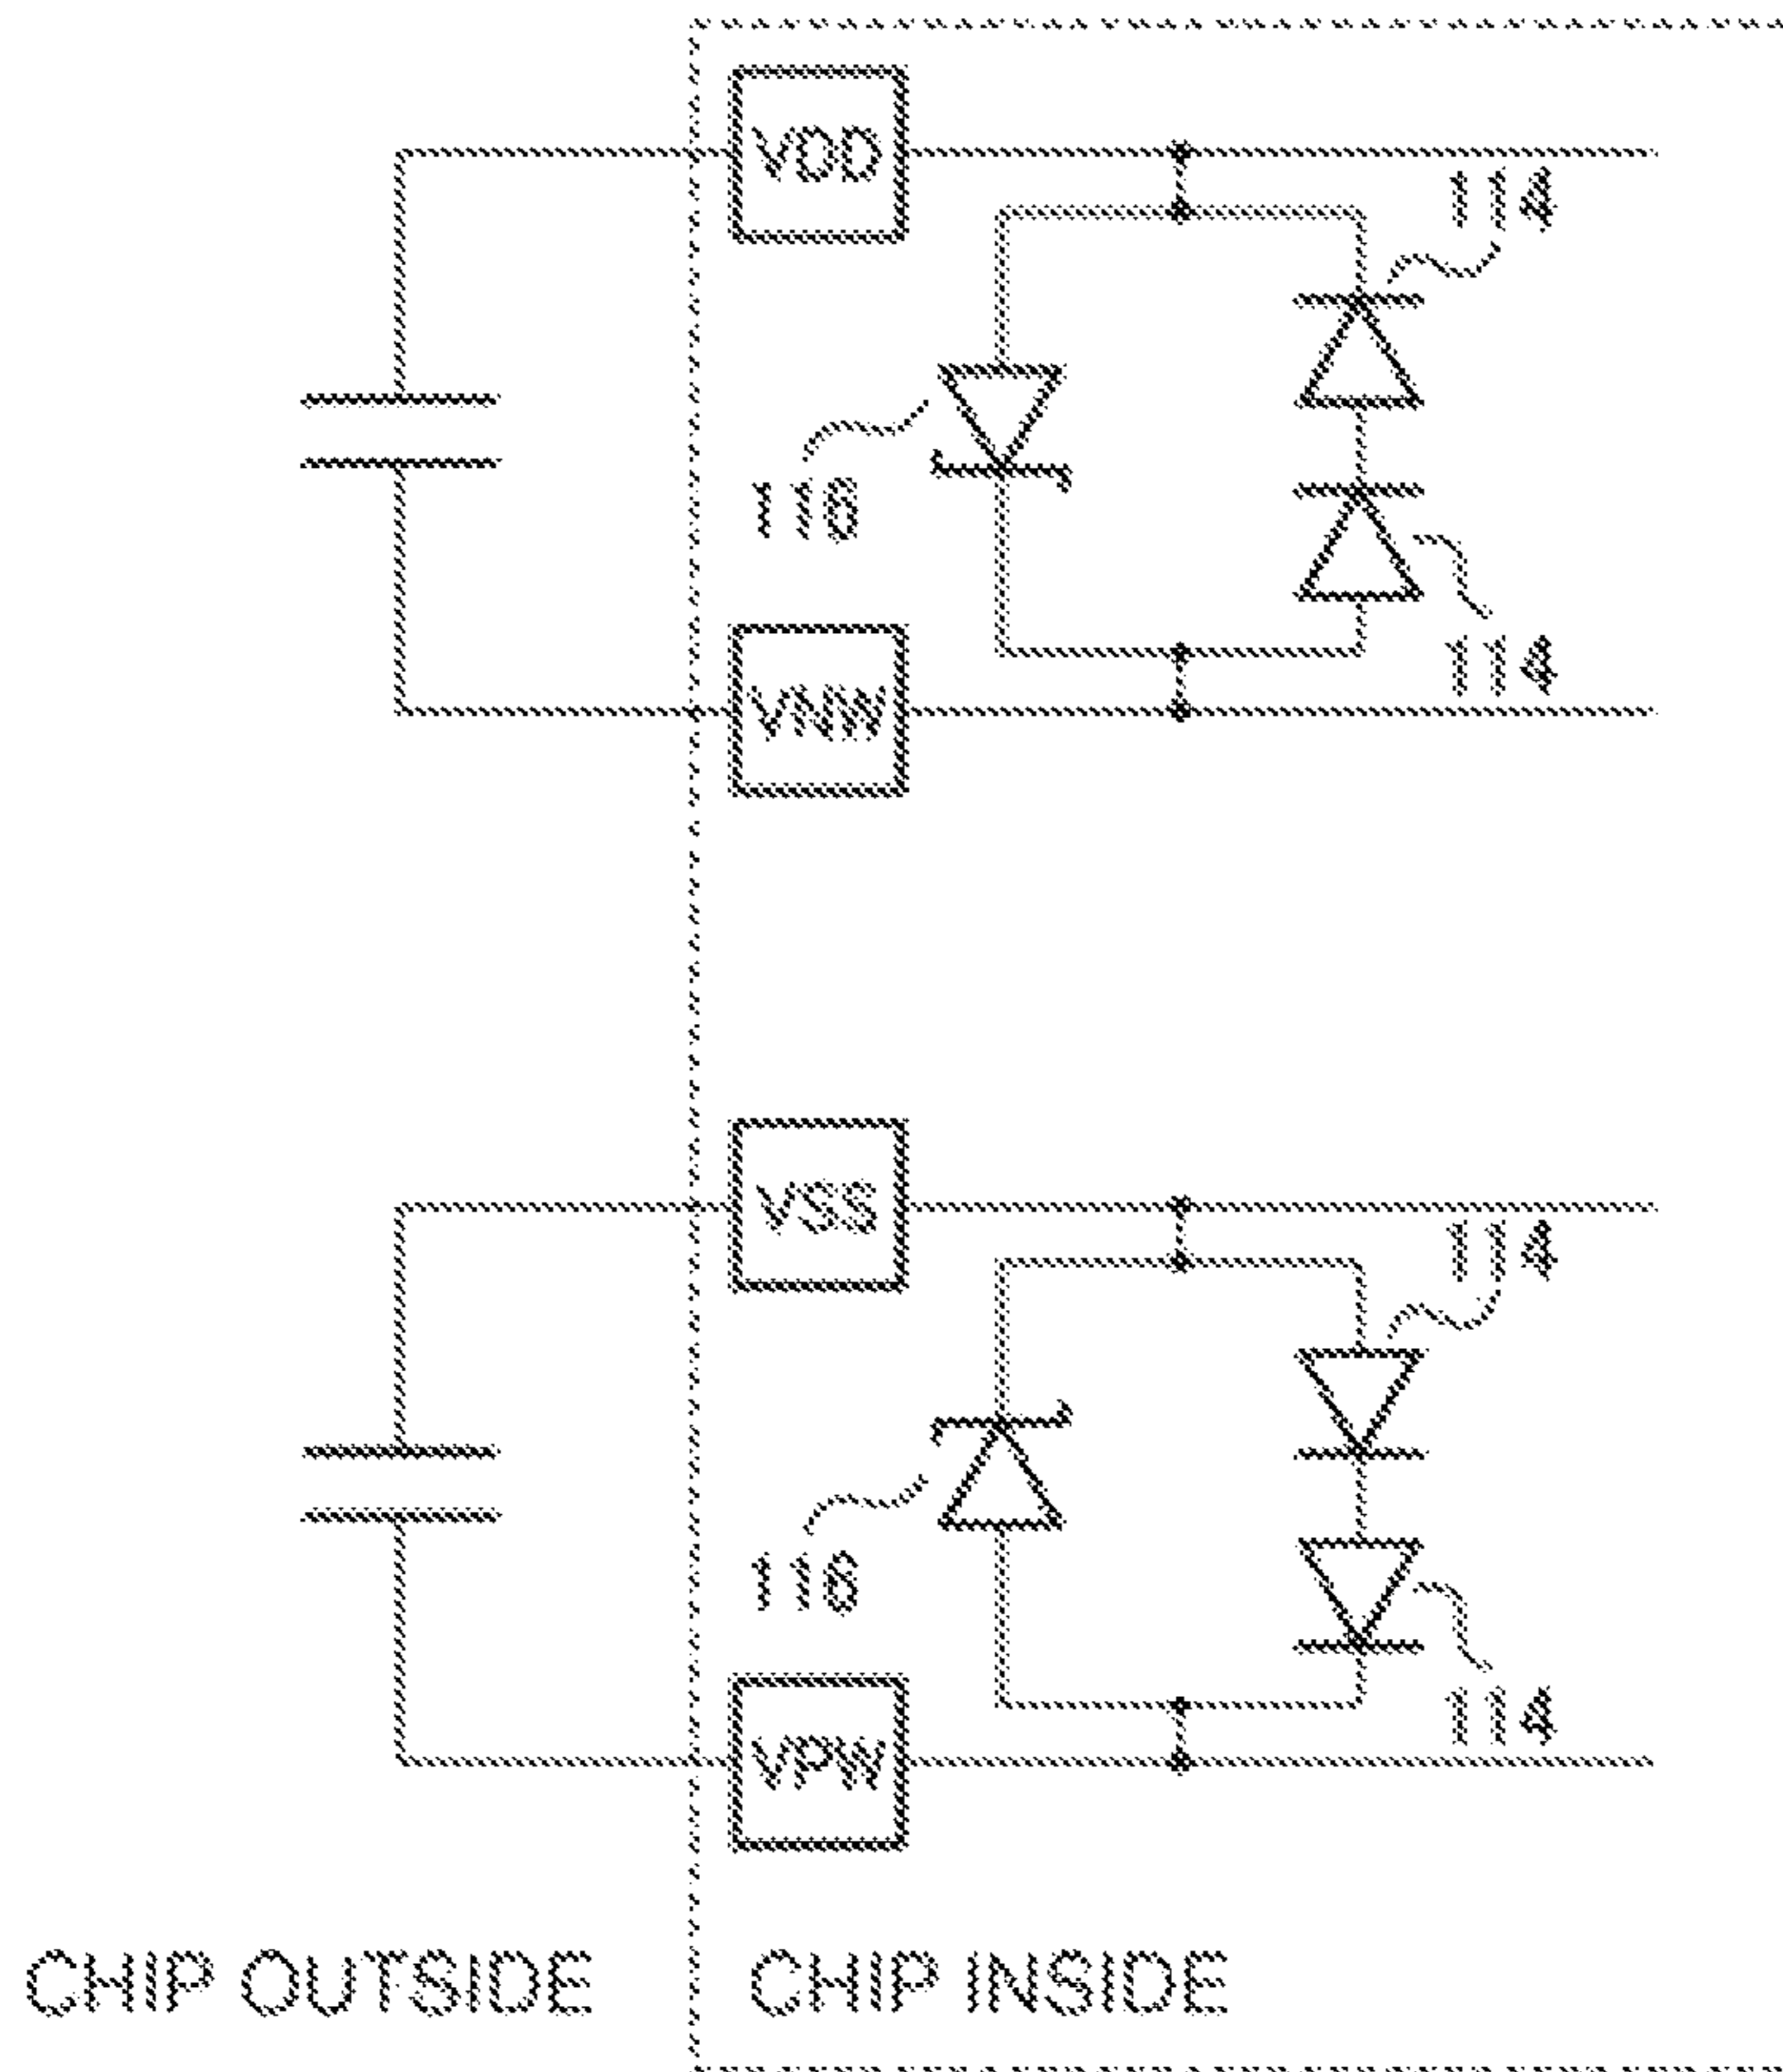 VDD
114
116
VNW
114
VSS
114
116
VPW
114
CHIP OUTSIDE
CHIP INSIDE